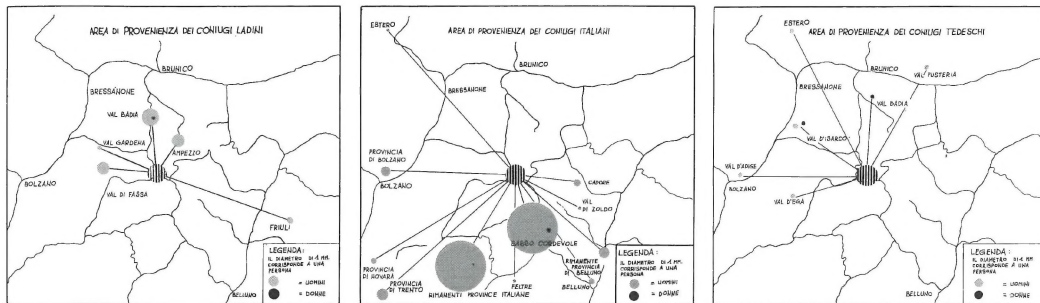 AREA DI PROVENIENZA DEI CONIUGI LADINI
BRUNICO
BRESSANONE
VAL BADIA
VAL GARDENA
AMPEZZO
VAL DI FASSA
BOLZANO
FRIULI
BELLUNO
LEGENDA:
IL DIAMETRO DI 1 MM.
CORRISPONDE A UNA
PERSONA
= UOMINI
= DONNE
ESTERO
AREA DI PROVENIENZA DEI CONIUGI ITALIANI
BRUNICO
BRESSANONE
PROVINCIA
DI BOLZANO
BOLZANO
CADORE
VAL
DI ZOLDO
BASSO CORDEVOLE
PROVINCIA
DI NOVARA
PROVINCIA
DI TRENTO
RIMANENTI PROVINCE ITALIANE
FELTRE
RIMANENTE
PROVINCIA
DI BELLUNO
BELLUNO
LEGENDA:
IL DIAMETRO DI 1 MM.
CORRISPONDE A UNA
PERSONA
= UOMINI
= DONNE
ESTERO
AREA DI PROVENIENZA DEI CONIUGI TEDESCHI
BRUNICO
VAL PUSTERIA
BRESSANONE
VAL BADIA
VAL D'ISARCO
VAL D'ADIGE
BOLZANO
VAL D'EGA
BELLUNO
LEGENDA:
IL DIAMETRO DI 1 MM.
CORRISPONDE A UNA
PERSONA
= UOMINI
= DONNE